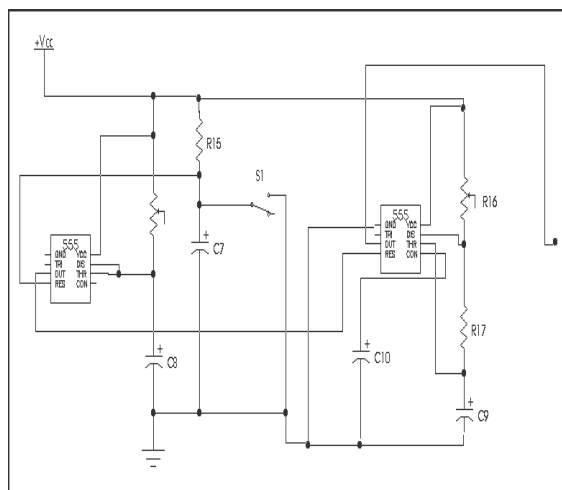 +Vcc
R15
S1
R16
555
GND VCC
TRI DIS
OUT THR
RES CON
C7
555
GND VCC
TRI DIS
OUT THR
RES CON
R17
C8
C10
C9
+
+
+
+